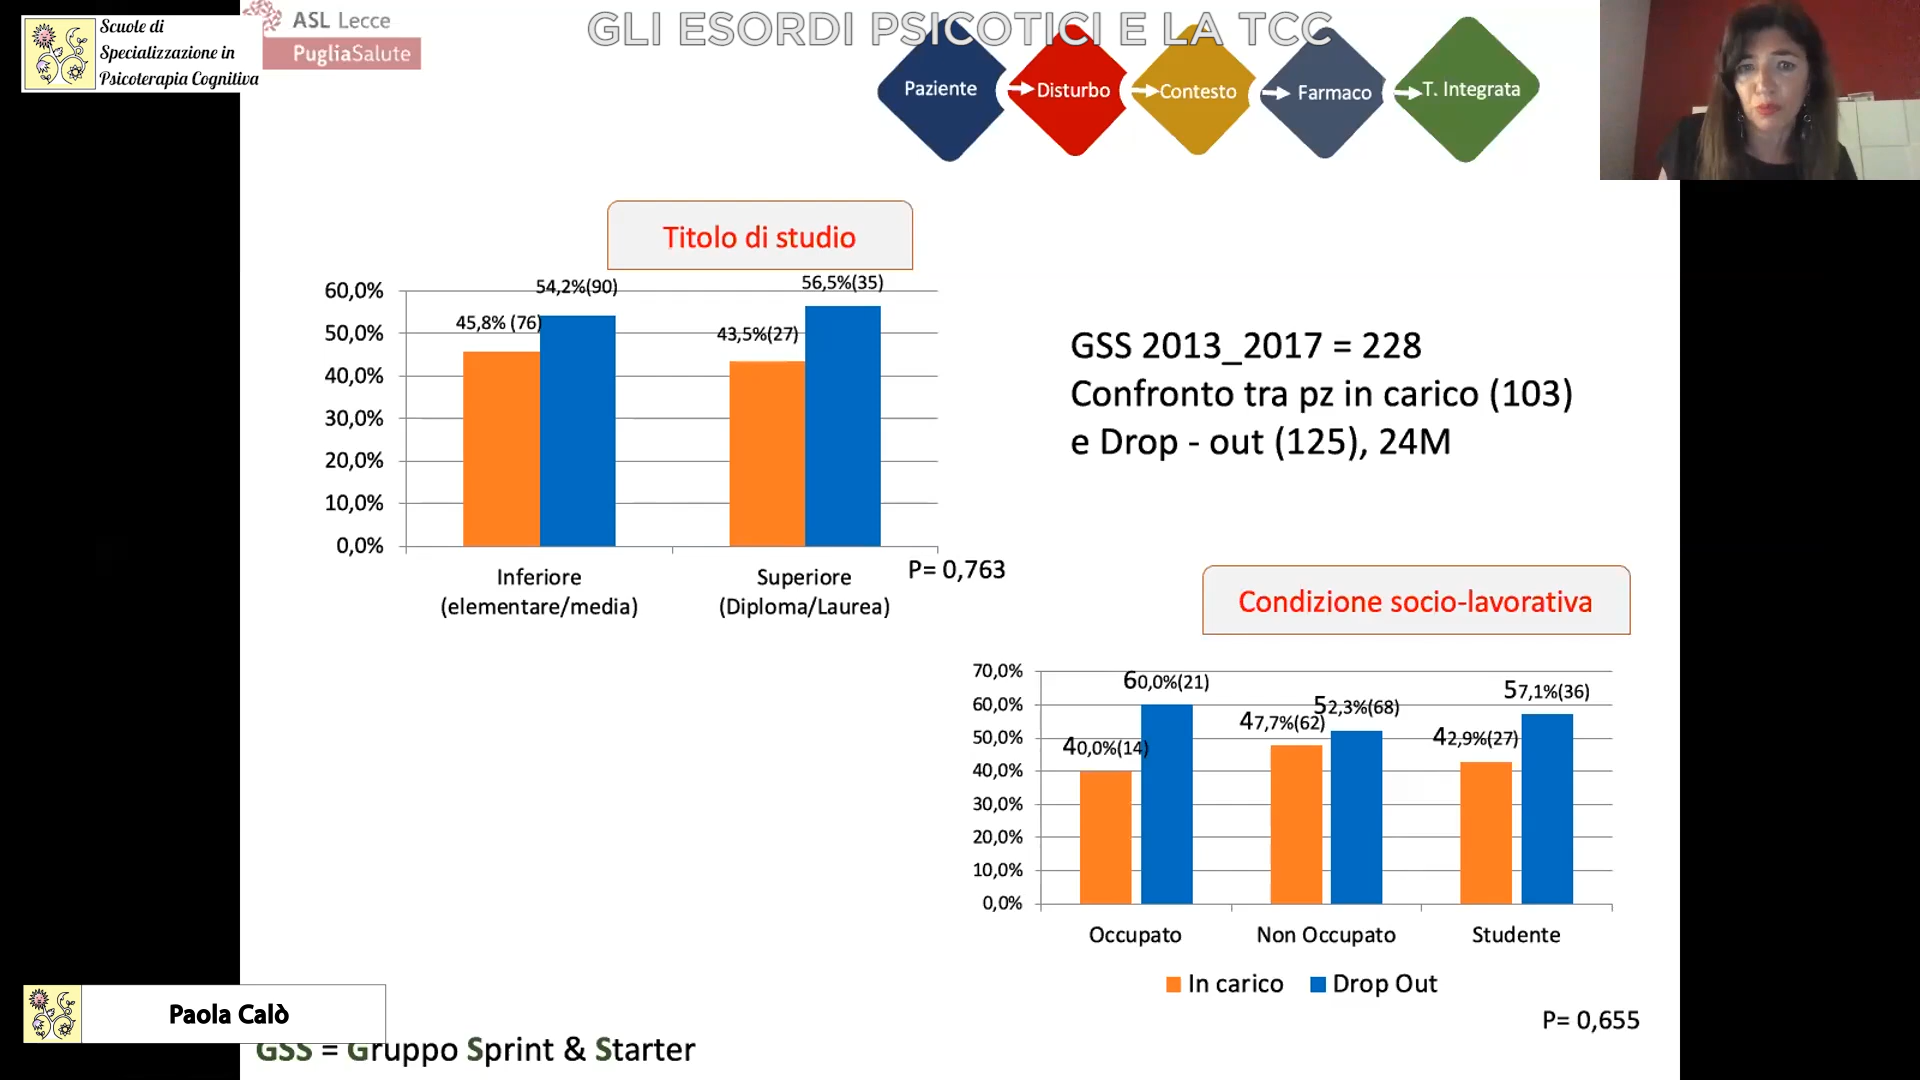 Scuole di
Specializzazione in
Psicoterapia Cognitiva
ASL Lecce
PugliaSalute
GLI ESORDI PSICOTICI E LA TCC
Paziente
Disturbo
Contesto
Farmaco
T. Integrata
Titolo di studio
60,0%
50,0%
40,0%
30,0%
20,0%
10,0%
0,0%
45,8% (76)
54,2%(90)
43,5%(27)
56,5%(35)
Inferiore
(elementare/media)
Superiore
(Diploma/Laurea)
P= 0,763
GSS 2013_2017 = 228
Confronto tra pz in carico (103)
e Drop - out (125), 24M
Condizione socio-lavorativa
70,0%
60,0%
50,0%
40,0%
30,0%
20,0%
10,0%
0,0%
40,0%(14)
60,0%(21)
47,7%(62)
52,3%(68)
42,9%(27)
57,1%(36)
Occupato
Non Occupato
Studente
In carico
Drop Out
P= 0,655
Paola Calò
GSS = Gruppo Sprint & Starter